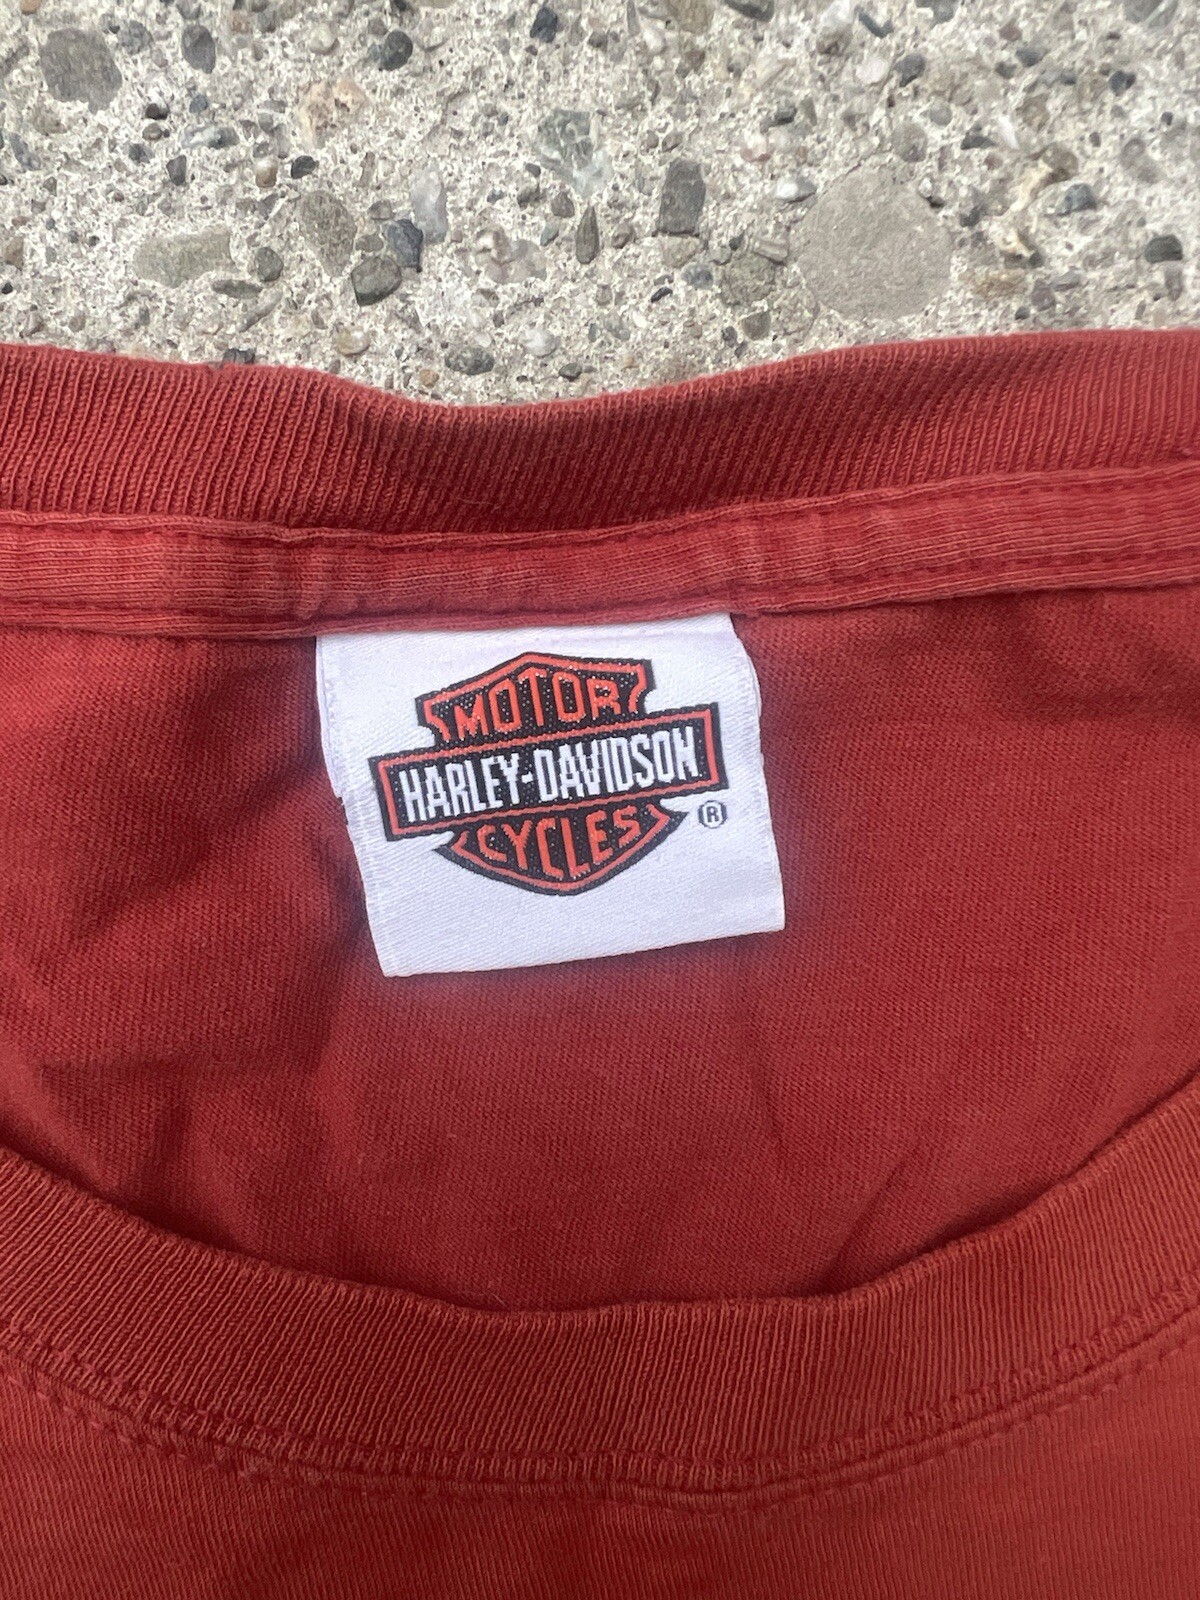 MOTOR
HARLEY-DAVIDSON
CYCLES
®